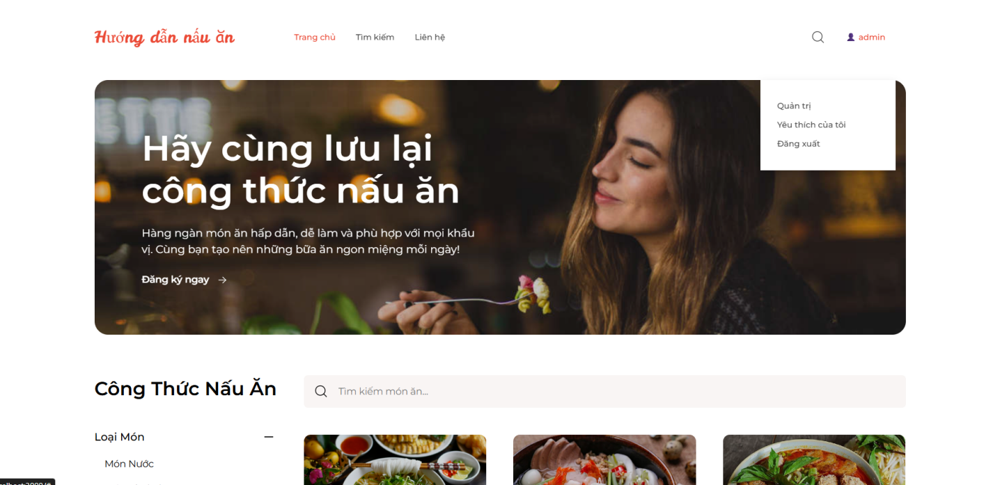 Hướng dẫn nấu ăn
Trang chủ
Tìm kiếm
Liên hệ
admin
Quản trị
Yêu thích của tôi
Đăng xuất
Hãy cùng lưu lại
công thức nấu ăn
Hàng ngàn món ăn hấp dẫn, dễ làm và phù hợp với mọi khẩu
vị. Cùng bạn tạo nên những bữa ăn ngon miệng mỗi ngày!
Đăng ký ngay
Công Thức Nấu Ăn
Tìm kiếm món ăn...
Loại Món
Món Nước